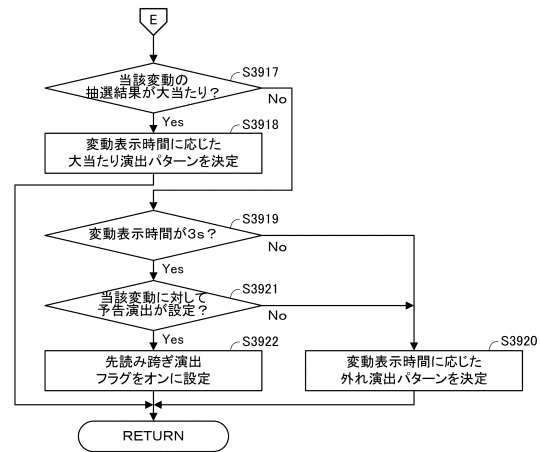 E
当該変動の
抽選結果が大当たり？
S3917
No
Yes
S3918
変動表示時間に応じた
大当たり演出パターンを決定
S3919
変動表示時間が3s？
No
Yes
S3921
当該変動に対して
予告演出が設定？
No
Yes
S3922
先読み跨ぎ演出
フラグをオンに設定
S3920
変動表示時間に応じた
外れ演出パターンを決定
RETURN